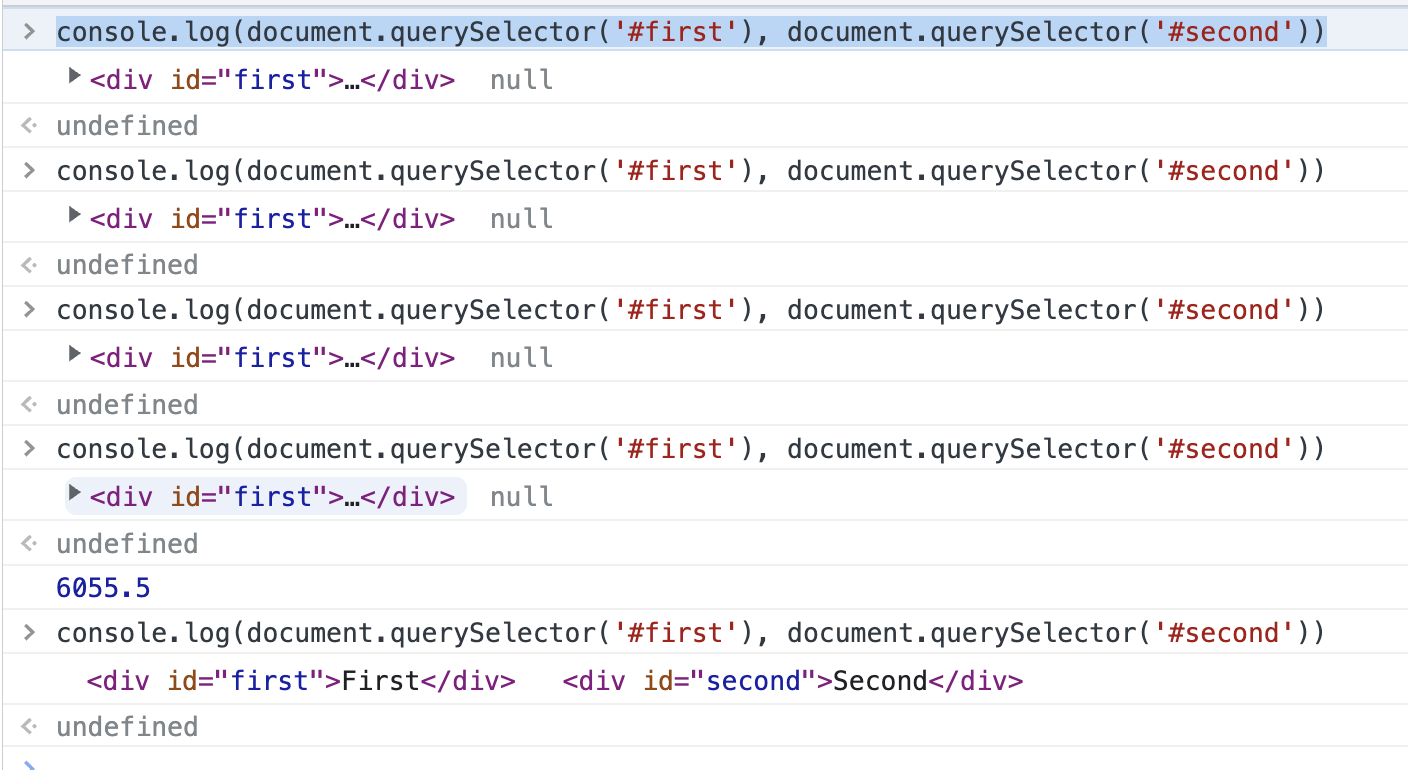 > console.log(document.querySelector('#first'), document.querySelector('#second'))
▶ <div id="first">…</div> null
<· undefined
> console.log(document.querySelector('#first'), document.querySelector('#second'))
▶ <div id="first">…</div> null
<· undefined
> console.log(document.querySelector('#first'), document.querySelector('#second'))
▶ <div id="first">…</div> null
<· undefined
> console.log(document.querySelector('#first'), document.querySelector('#second'))
▶ <div id="first">…</div> null
<· undefined
6055.5
> console.log(document.querySelector('#first'), document.querySelector('#second'))
<div id="first">First</div> <div id="second">Second</div>
<· undefined
>